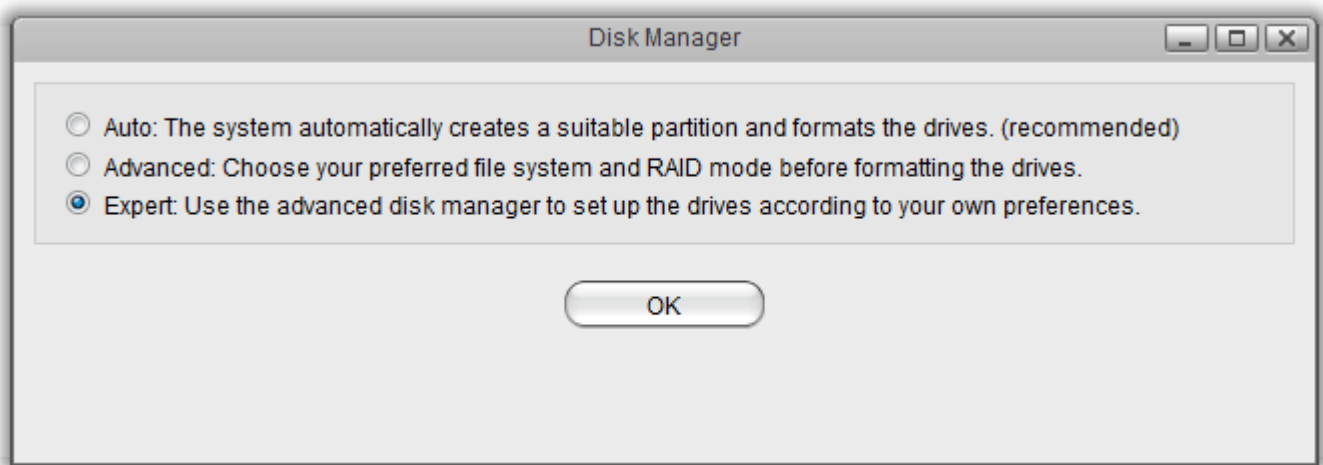 Disk Manager
Auto: The system automatically creates a suitable partition and formats the drives. (recommended)
Advanced: Choose your preferred file system and RAID mode before formatting the drives.
Expert: Use the advanced disk manager to set up the drives according to your own preferences.
OK